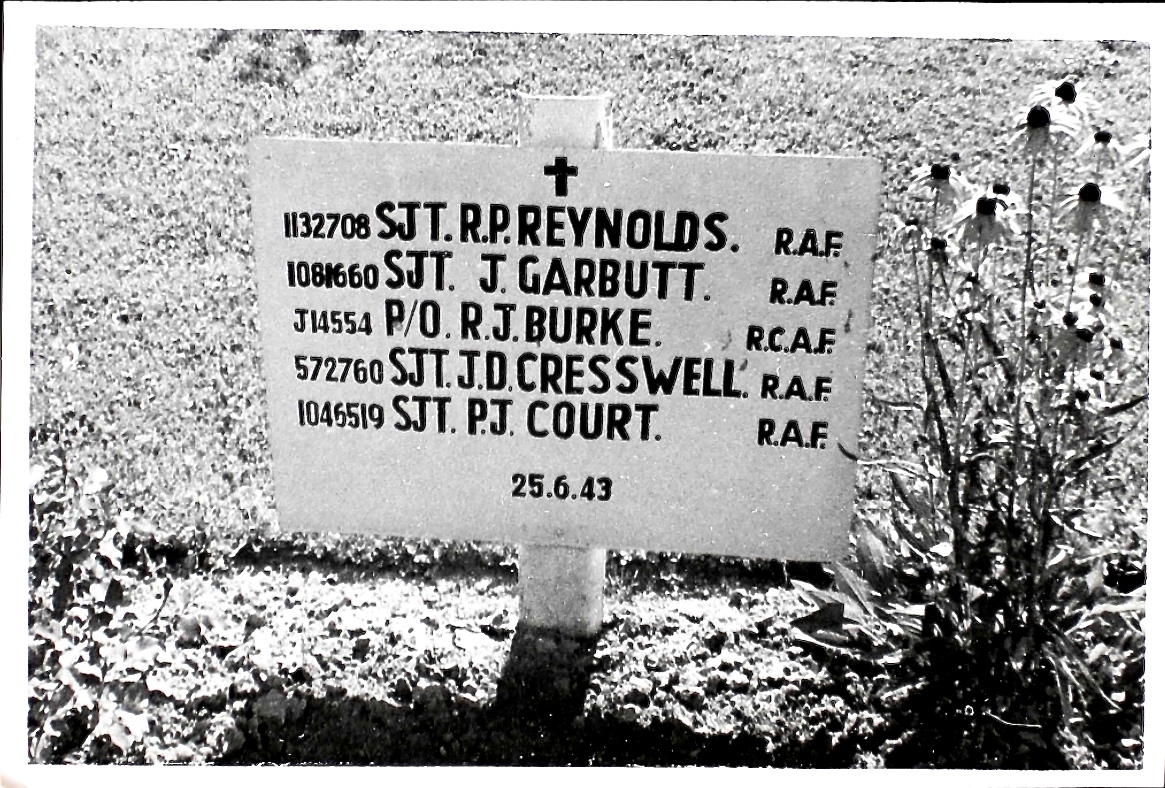 1132708 SJT. R.P. REYNOLDS. R.A.F.
1081660 SJT. J. GARBUTT. R.A.F.
J14554 P/O. R.J. BURKE. R.C.A.F.
572760 SJT. J.D. CRESSWELL. R.A.F.
1046519 SJT. P.J. COURT. R.A.F.
25.6.43